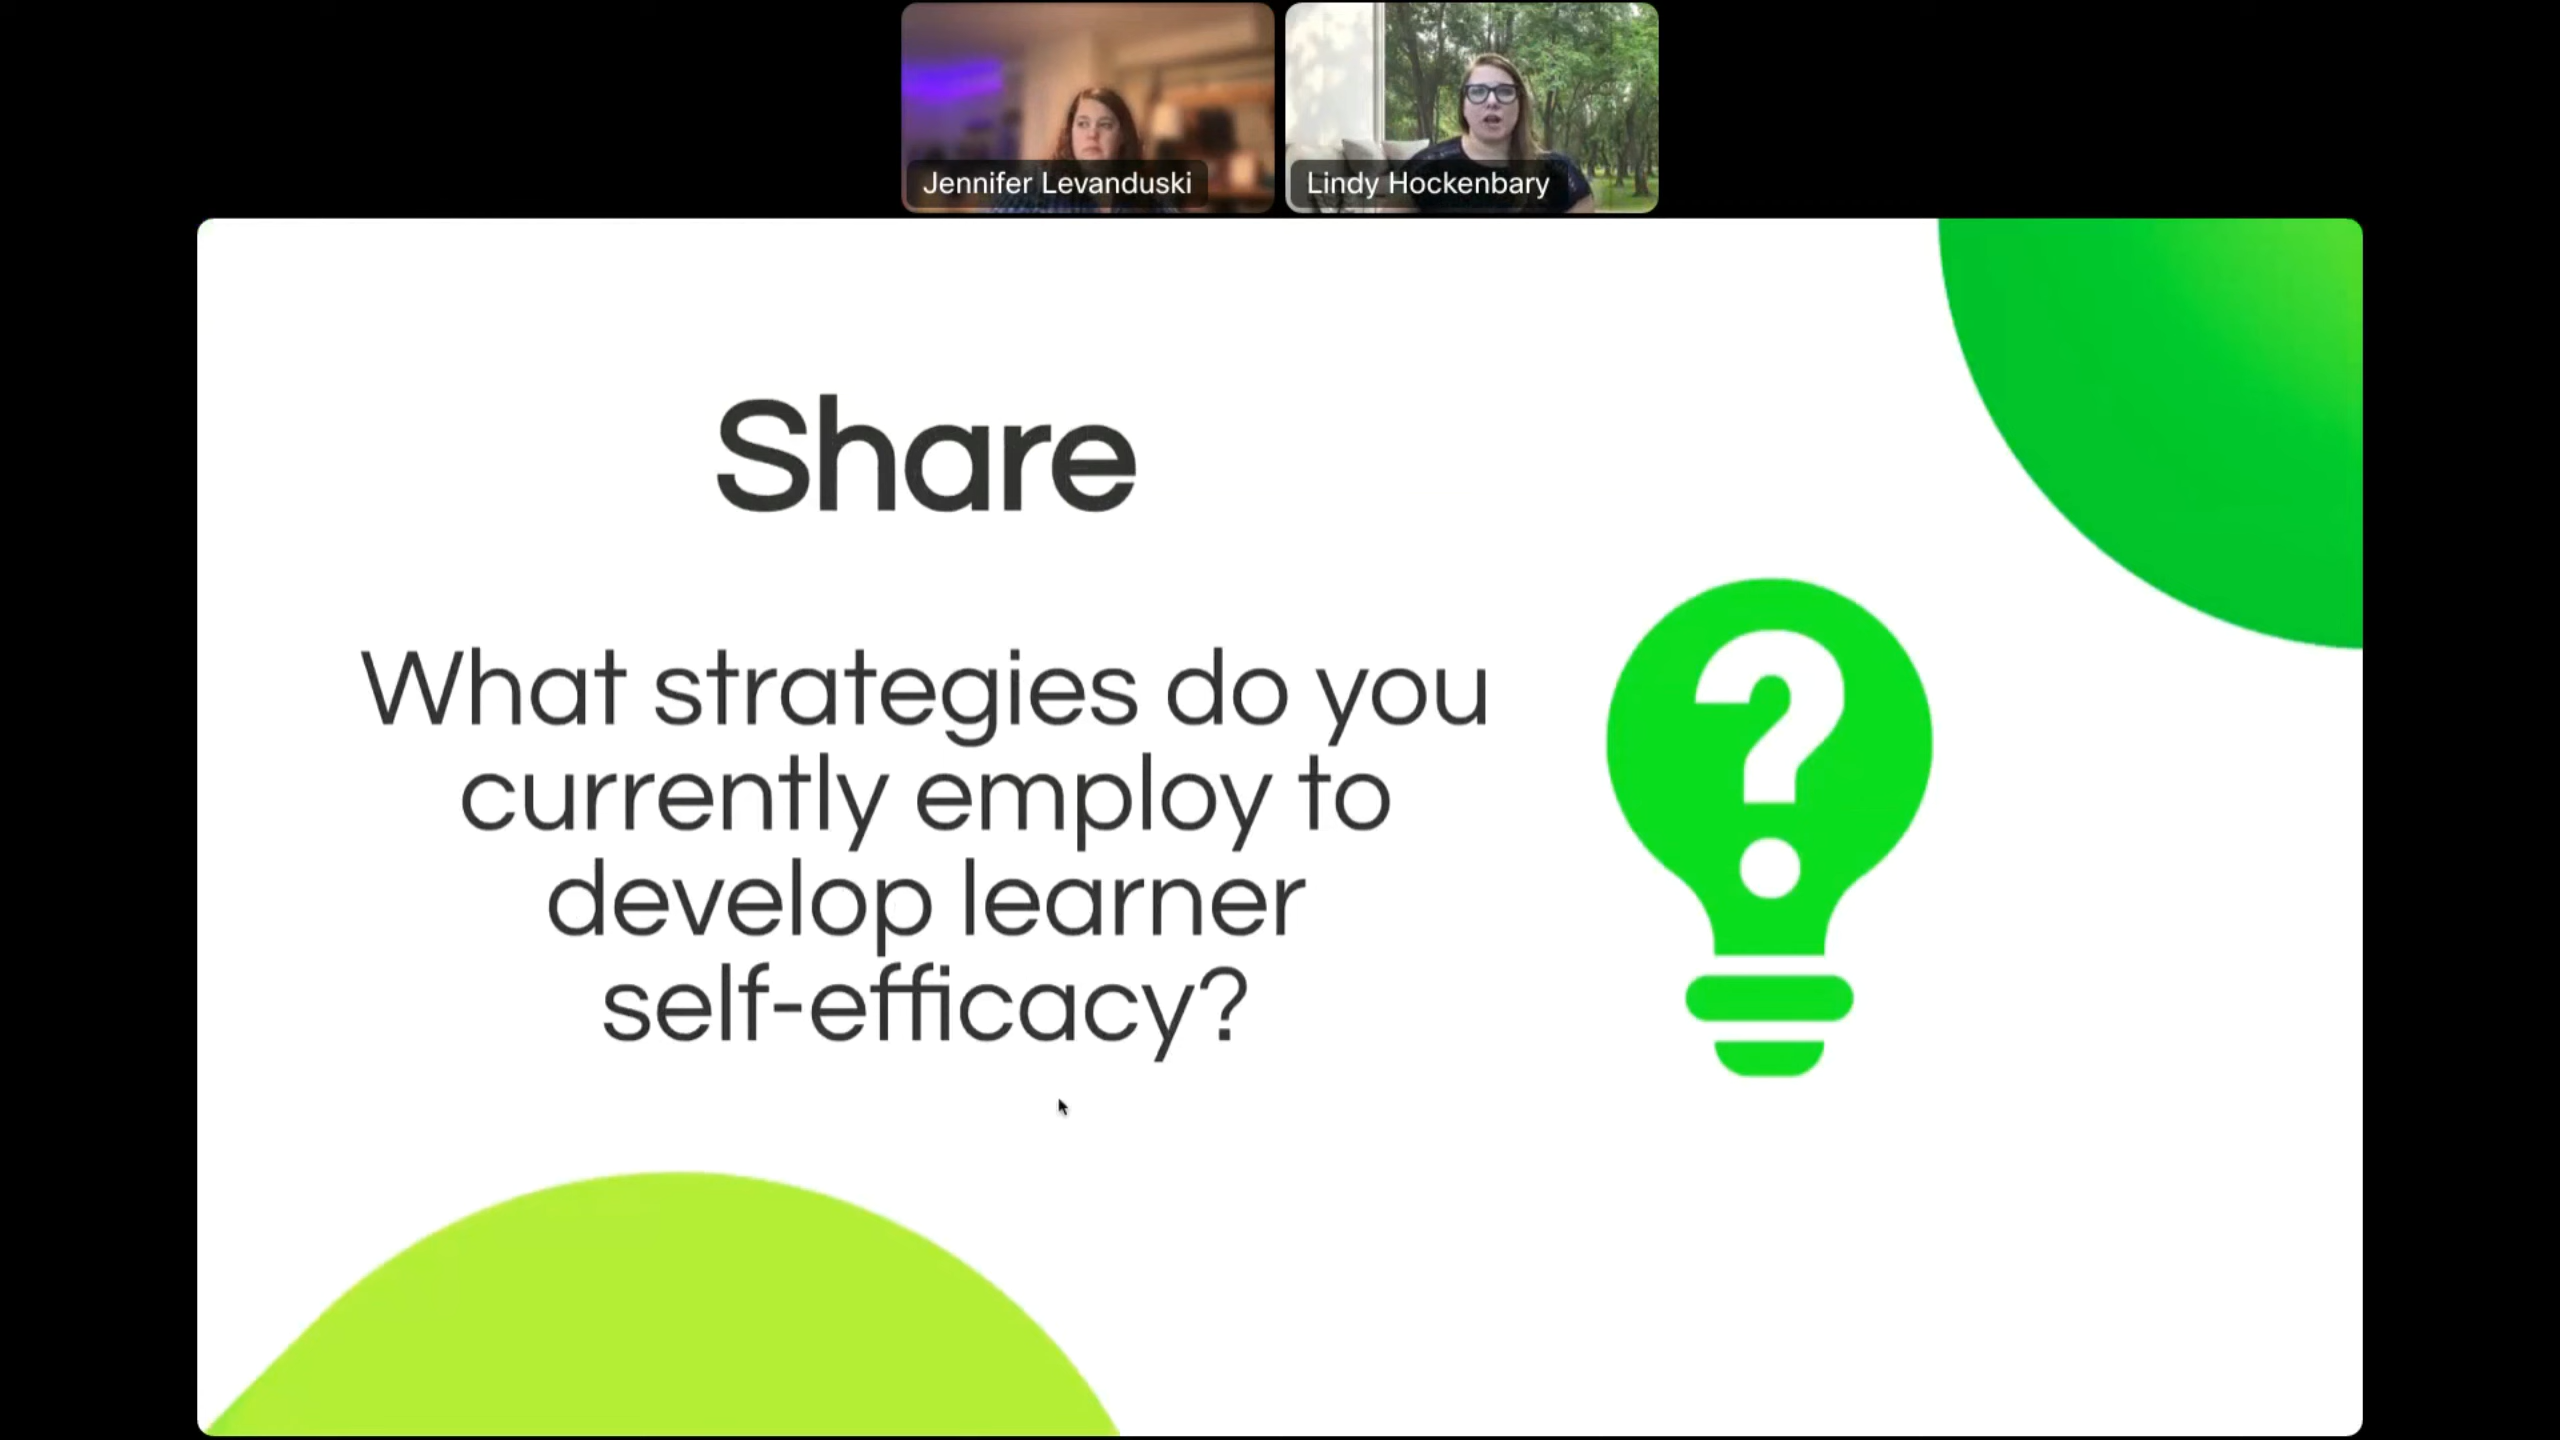 Jennifer Levanduski
Lindy Hockenbary
Share
What strategies do you
currently employ to
develop learner
self-efficacy?
?